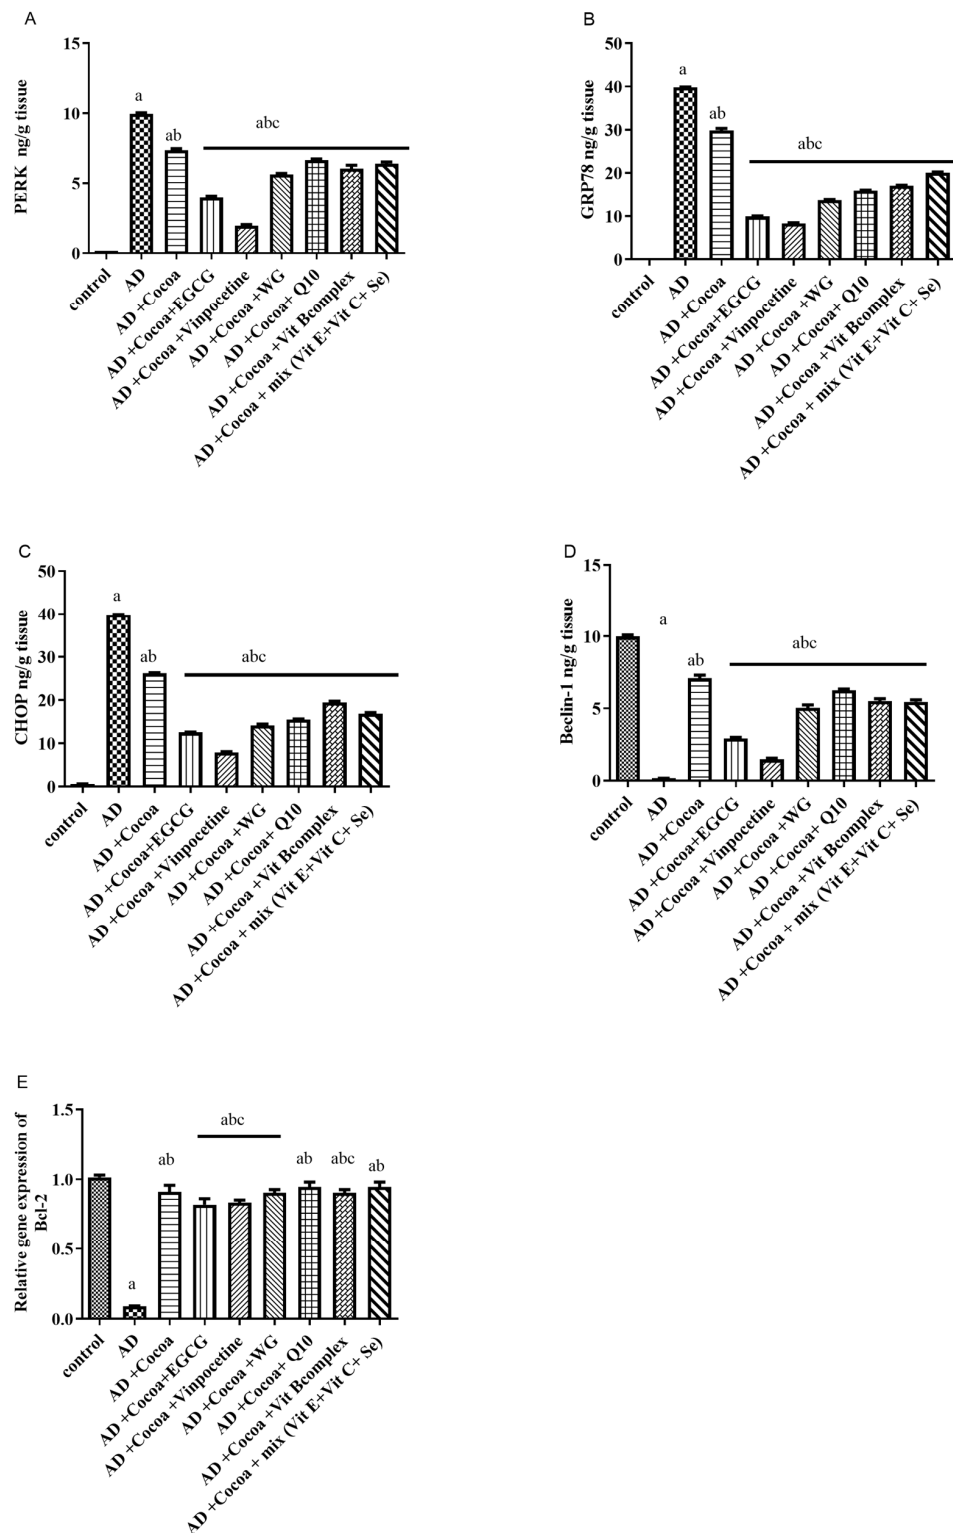 A
PERK ng/g tissue
15
10
5
0
a
ab
abc
control
AD
AD +Cocoa
AD +Cocoa+EGCG
AD +Cocoa +Vinpocetine
AD +Cocoa +WG
AD +Cocoa+ Q10
AD +Cocoa +Vit Bcomplex
AD +Cocoa + mix (Vit E+Vit C+ Se)
B
GRP78 ng/g tissue
50
40
30
20
10
0
a
ab
abc
control
AD
AD +Cocoa
AD +Cocoa+EGCG
AD +Cocoa +Vinpocetine
AD +Cocoa +WG
AD +Cocoa+ Q10
AD +Cocoa +Vit Bcomplex
AD +Cocoa + mix (Vit E+Vit C+ Se)
C
CHOP ng/g tissue
50
40
30
20
10
0
a
ab
abc
control
AD
AD +Cocoa
AD +Cocoa+EGCG
AD +Cocoa +Vinpocetine
AD +Cocoa +WG
AD +Cocoa+ Q10
AD +Cocoa +Vit Bcomplex
AD +Cocoa + mix (Vit E+Vit C+ Se)
D
Beclin-1 ng/g tissue
15
10
5
0
a
ab
abc
control
AD
AD +Cocoa
AD +Cocoa+EGCG
AD +Cocoa +Vinpocetine
AD +Cocoa +WG
AD +Cocoa+ Q10
AD +Cocoa +Vit Bcomplex
AD +Cocoa + mix (Vit E+Vit C+ Se)
E
Relative gene expression of
Bcl-2
1.5
1.0
0.5
0.0
a
ab
abc
ab
abc
ab
control
AD
AD +Cocoa
AD +Cocoa+EGCG
AD +Cocoa +Vinpocetine
AD +Cocoa +WG
AD +Cocoa+ Q10
AD +Cocoa +Vit Bcomplex
AD +Cocoa + mix (Vit E+Vit C+ Se)